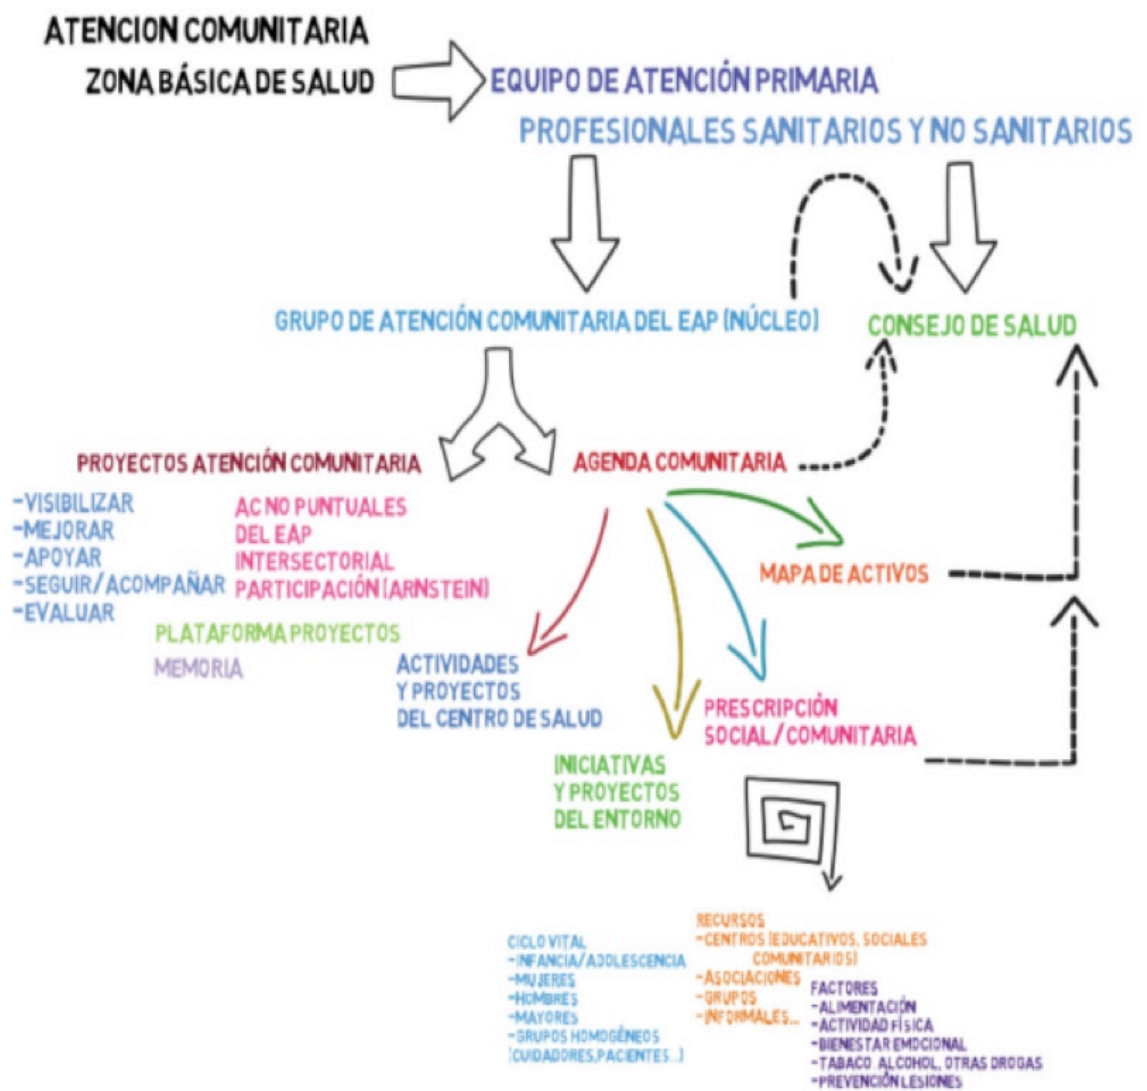 ATENCION COMUNITARIA
ZONA BÁSICA DE SALUD
EQUIPO DE ATENCIÓN PRIMARIA
PROFESIONALES SANITARIOS Y NO SANITARIOS
GRUPO DE ATENCIÓN COMUNITARIA DEL EAP (NÚCLEO)
CONSEJO DE SALUD
PROYECTOS ATENCIÓN COMUNITARIA
-VISIBILIZAR
-MEJORAR
-APOYAR
-SEGUIR/ACOMPAÑAR
-EVALUAR
AC NO PUNTUALES
DEL EAP
INTERSECTORIAL
PARTICIPACIÓN (ARNSTEIN)
PLATAFORMA PROYECTOS
MEMORIA
AGENDA COMUNITARIA
MAPA DE ACTIVOS
ACTIVIDADES
Y PROYECTOS
DEL CENTRO DE SALUD
PRESCRIPCIÓN
SOCIAL/COMUNITARIA
INICIATIVAS
Y PROYECTOS
DEL ENTORNO
CICLO VITAL
-INFANCIA/ADOLESCENCIA
-MUJERES
-HOMBRES
-MAYORES
-GRUPOS HOMOGÉNEOS
(CUIDADORES,PACIENTES...)
RECURSOS
-CENTROS (EDUCATIVOS, SOCIALES
COMUNITARIOS)
-ASOCIACIONES
-GRUPOS
-INFORMALES...
FACTORES
-ALIMENTACIÓN
-ACTIVIDAD FÍSICA
-BIENESTAR EMOCIONAL
-TABACO. ALCOHOL, OTRAS DROGAS
-PREVENCIÓN LESIONES